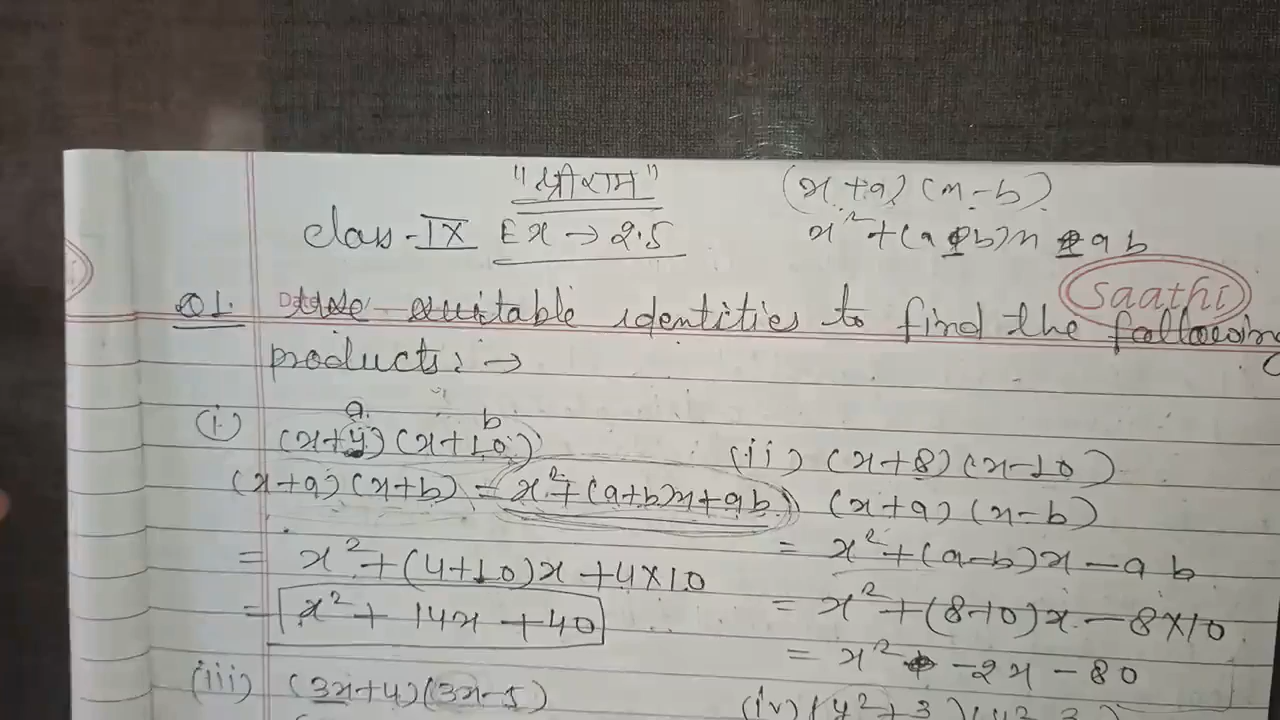 "श्रीराम"
(x+a)(x-b)
class-IX Ex → 2.5
x²+(a-b)x-ab
saathi
Q1. Use suitable identities to find the following
products: →
a b
(i) (x+4)(x+10)
(ii) (x+8)(x-10)
(x+a)(x+b) = x²+(a+b)x+ab
(x+a)(x-b)
= x²+(4+10)x+4×10
= x²+(a-b)x-ab
= x²+14x+40
= x²+(8-10)x-8×10
= x² -2x-80
(iii) (3x+4)(3x-5)
(iv)